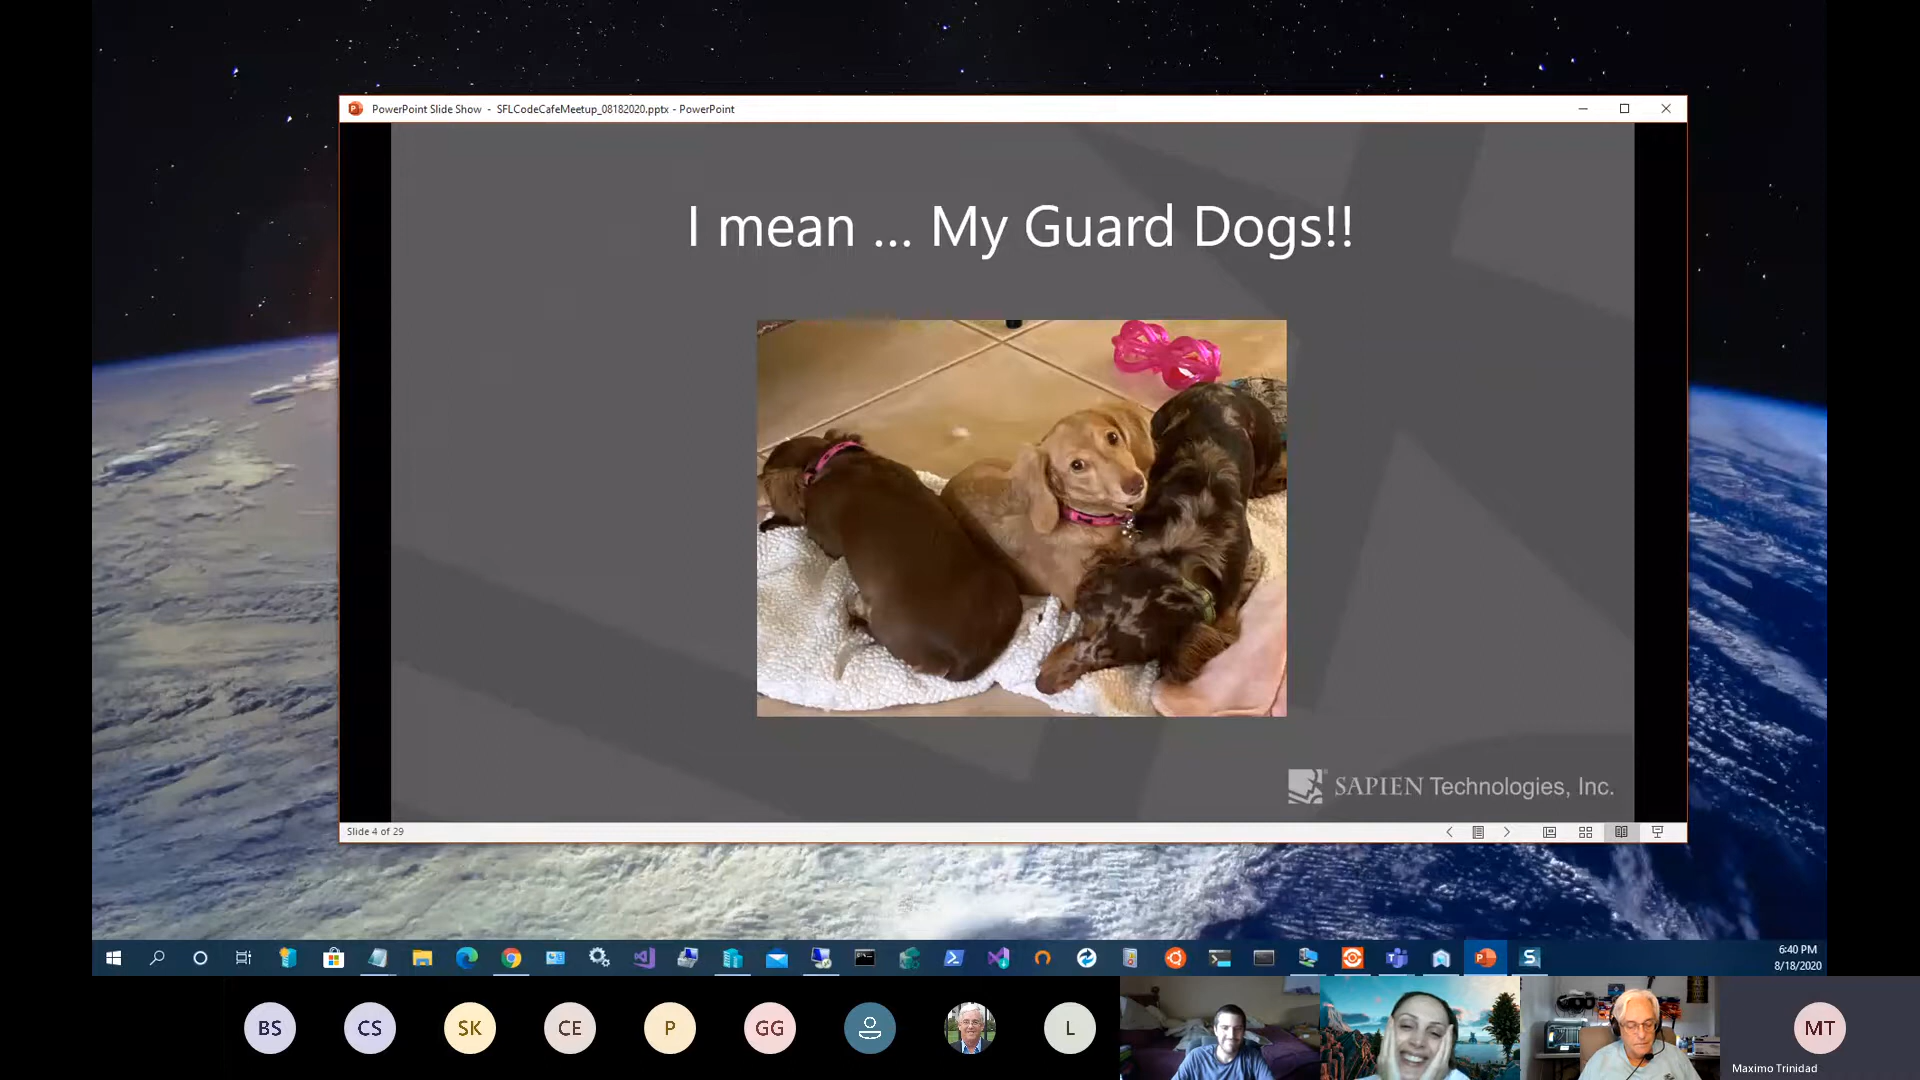 PowerPoint Slide Show - SFLCodeCafeMeetup_08182020.pptx - PowerPoint
I mean ... My Guard Dogs!!
SAPIEN Technologies, Inc.
Slide 4 of 29
6:40 PM
8/18/2020
BS
CS
SK
CE
P
GG
L
MT
Maximo Trinidad